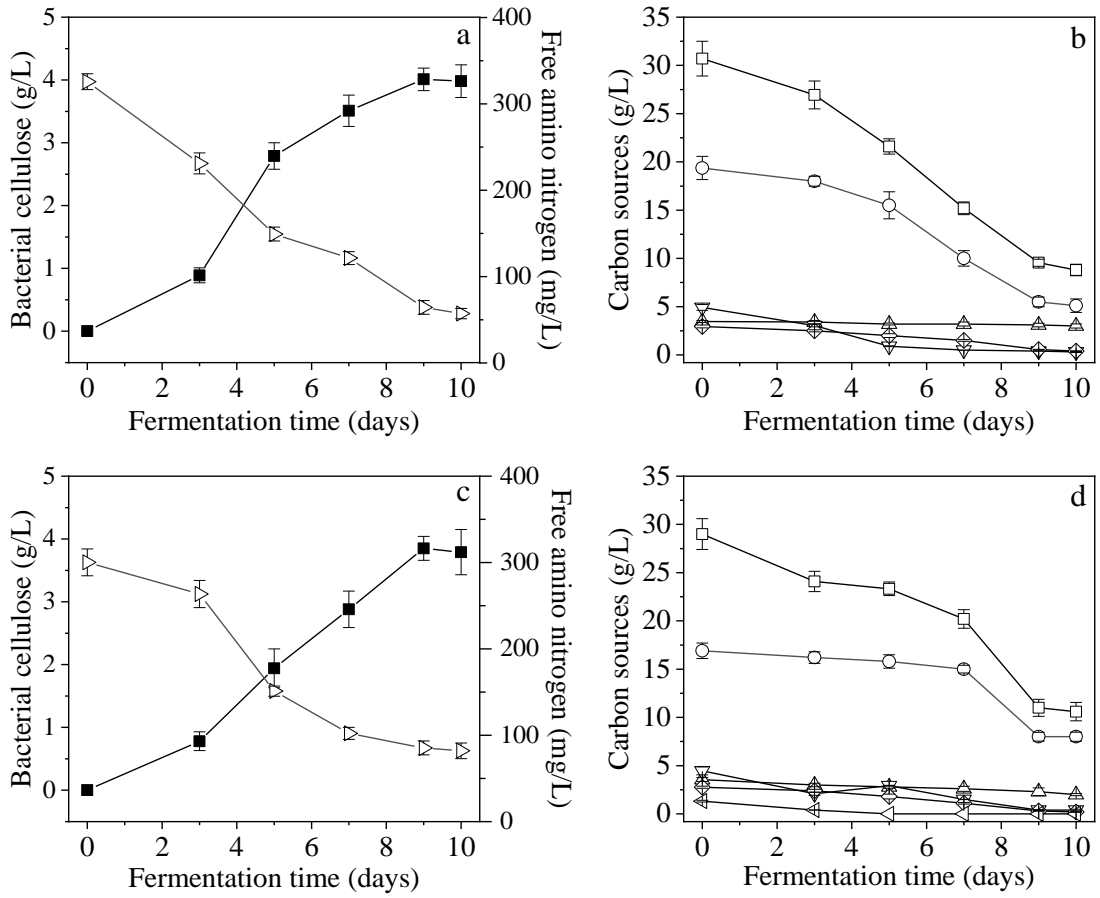 a
Bacterial cellulose (g/L)
5
4
3
2
1
0
Free amino nitrogen (mg/L)
400
300
200
100
0
0 2 4 6 8 10
Fermentation time (days)
b
Carbon sources (g/L)
35
30
25
20
15
10
5
0
0 2 4 6 8 10
Fermentation time (days)
c
Bacterial cellulose (g/L)
5
4
3
2
1
0
Free amino nitrogen (mg/L)
400
300
200
100
0
0 2 4 6 8 10
Fermentation time (days)
d
Carbon sources (g/L)
35
30
25
20
15
10
5
0
0 2 4 6 8 10
Fermentation time (days)